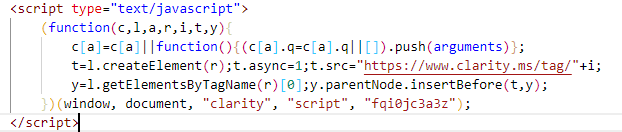 <script type="text/javascript">
(function(c,l,a,r,i,t,y){
c[a]=c[a]||function(){(c[a].q=c[a].q||[]).push(arguments)};
t=l.createElement(r);t.async=1;t.src="https://www.clarity.ms/tag/"+i;
y=l.getElementsByTagName(r)[0];y.parentNode.insertBefore(t,y);
})(window, document, "clarity", "script", "fqi0jc3a3z");
</script>